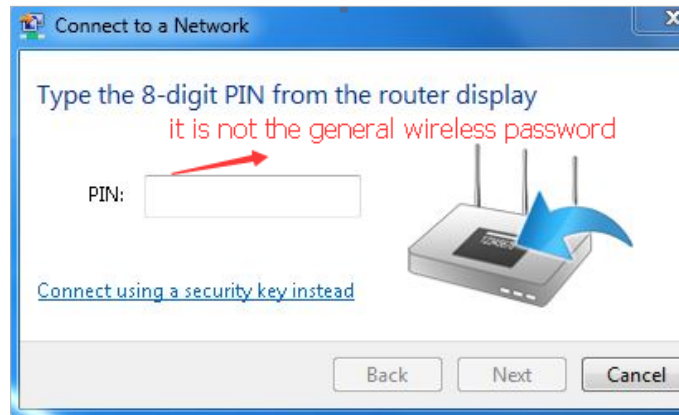 Connect to a Network
Type the 8-digit PIN from the router display
it is not the general wireless password
PIN:
12345678
Connect using a security key instead
Back Next Cancel